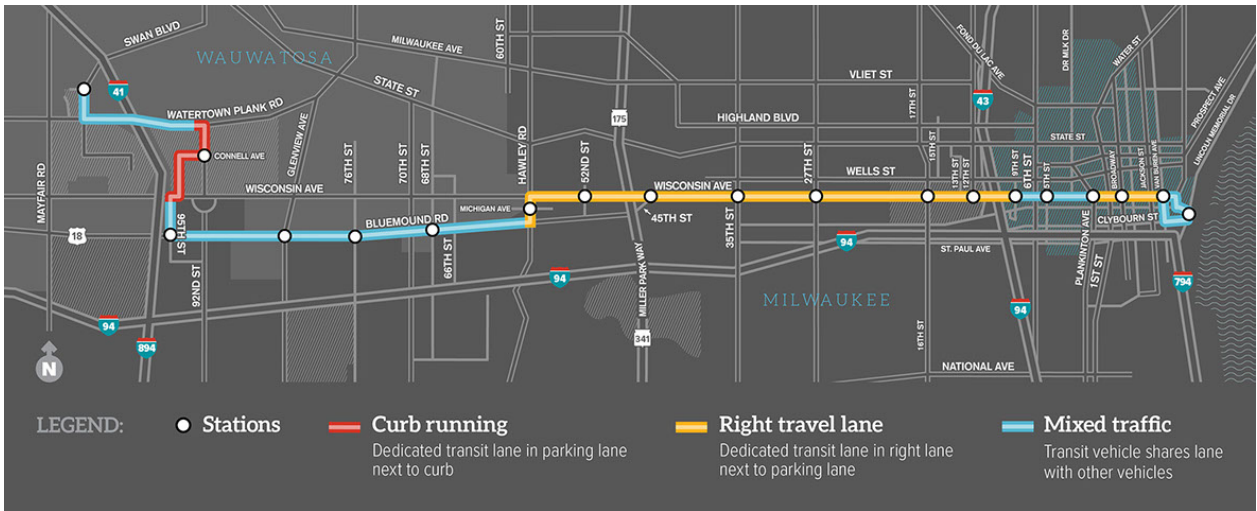 SWAN BLVD
WAUWATOSA
MILWAUKEE AVE
60TH ST
FOND DU LAC AVE
DR MLK DR
WATER ST
PROSPECT AVE
LINCOLN MEMORIAL DR
41
WATERTOWN PLANK RD
STATE ST
VLIET ST
17TH ST
43
175
HIGHLAND BLVD
STATE ST
CONNELL AVE
GLENVIEW AVE
76TH ST
70TH ST
68TH ST
HAWLEY RD
52ND ST
27TH ST
WELLS ST
15TH ST
13TH ST
12TH ST
9TH ST
6TH ST
5TH ST
BROADWAY
JACKSON ST
VAN BUREN AVE
MAYFAIR RD
WISCONSIN AVE
WISCONSIN AVE
MICHIGAN AVE
BLUEMOUND RD
45TH ST
35TH ST
CLYBOURN ST
18
95TH ST
92ND ST
66TH ST
94
ST. PAUL AVE
PLANKINTON AVE
1ST ST
94
MILLER PARK WAY
MILWAUKEE
94
794
94
894
341
16TH ST
NATIONAL AVE
N
LEGEND:
Stations
Curb running
Dedicated transit lane in parking lane
next to curb
Right travel lane
Dedicated transit lane in right lane
next to parking lane
Mixed traffic
Transit vehicle shares lane
with other vehicles